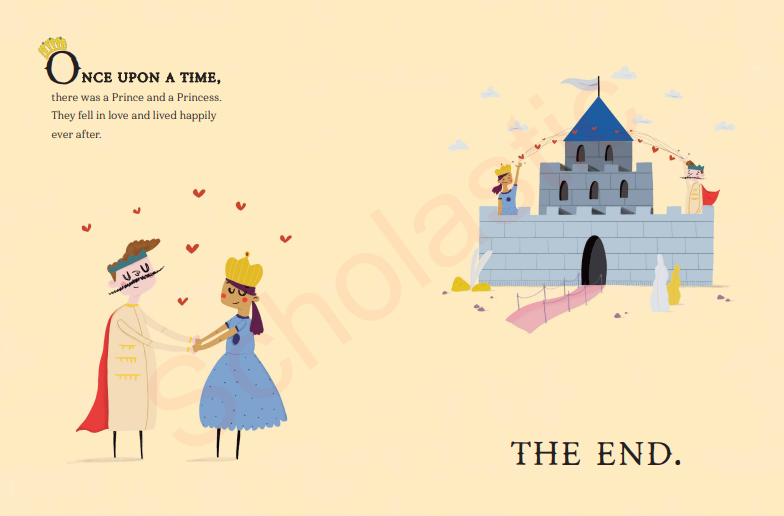 ONCE UPON A TIME,
there was a Prince and a Princess.
They fell in love and lived happily
ever after.
THE END.
Scholastic